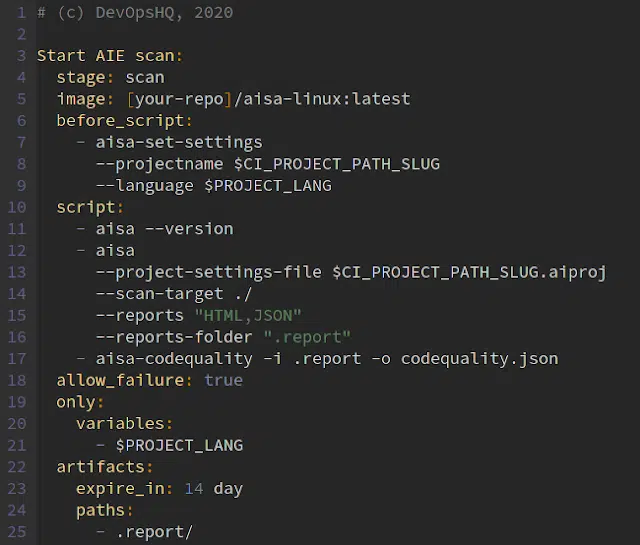 1 # (c) DevOpsHQ, 2020
2
3 Start AIE scan:
4   stage: scan
5   image: [your-repo]/aisa-linux:latest
6   before_script:
7     - aisa-set-settings
8       --projectname $CI_PROJECT_PATH_SLUG
9       --language $PROJECT_LANG
10   script:
11     - aisa --version
12     - aisa
13       --project-settings-file $CI_PROJECT_PATH_SLUG.aiproj
14       --scan-target ./
15       --reports "HTML,JSON"
16       --reports-folder ".report"
17     - aisa-codequality -i .report -o codequality.json
18   allow_failure: true
19   only:
20     variables:
21       - $PROJECT_LANG
22   artifacts:
23     expire_in: 14 day
24     paths:
25       - .report/